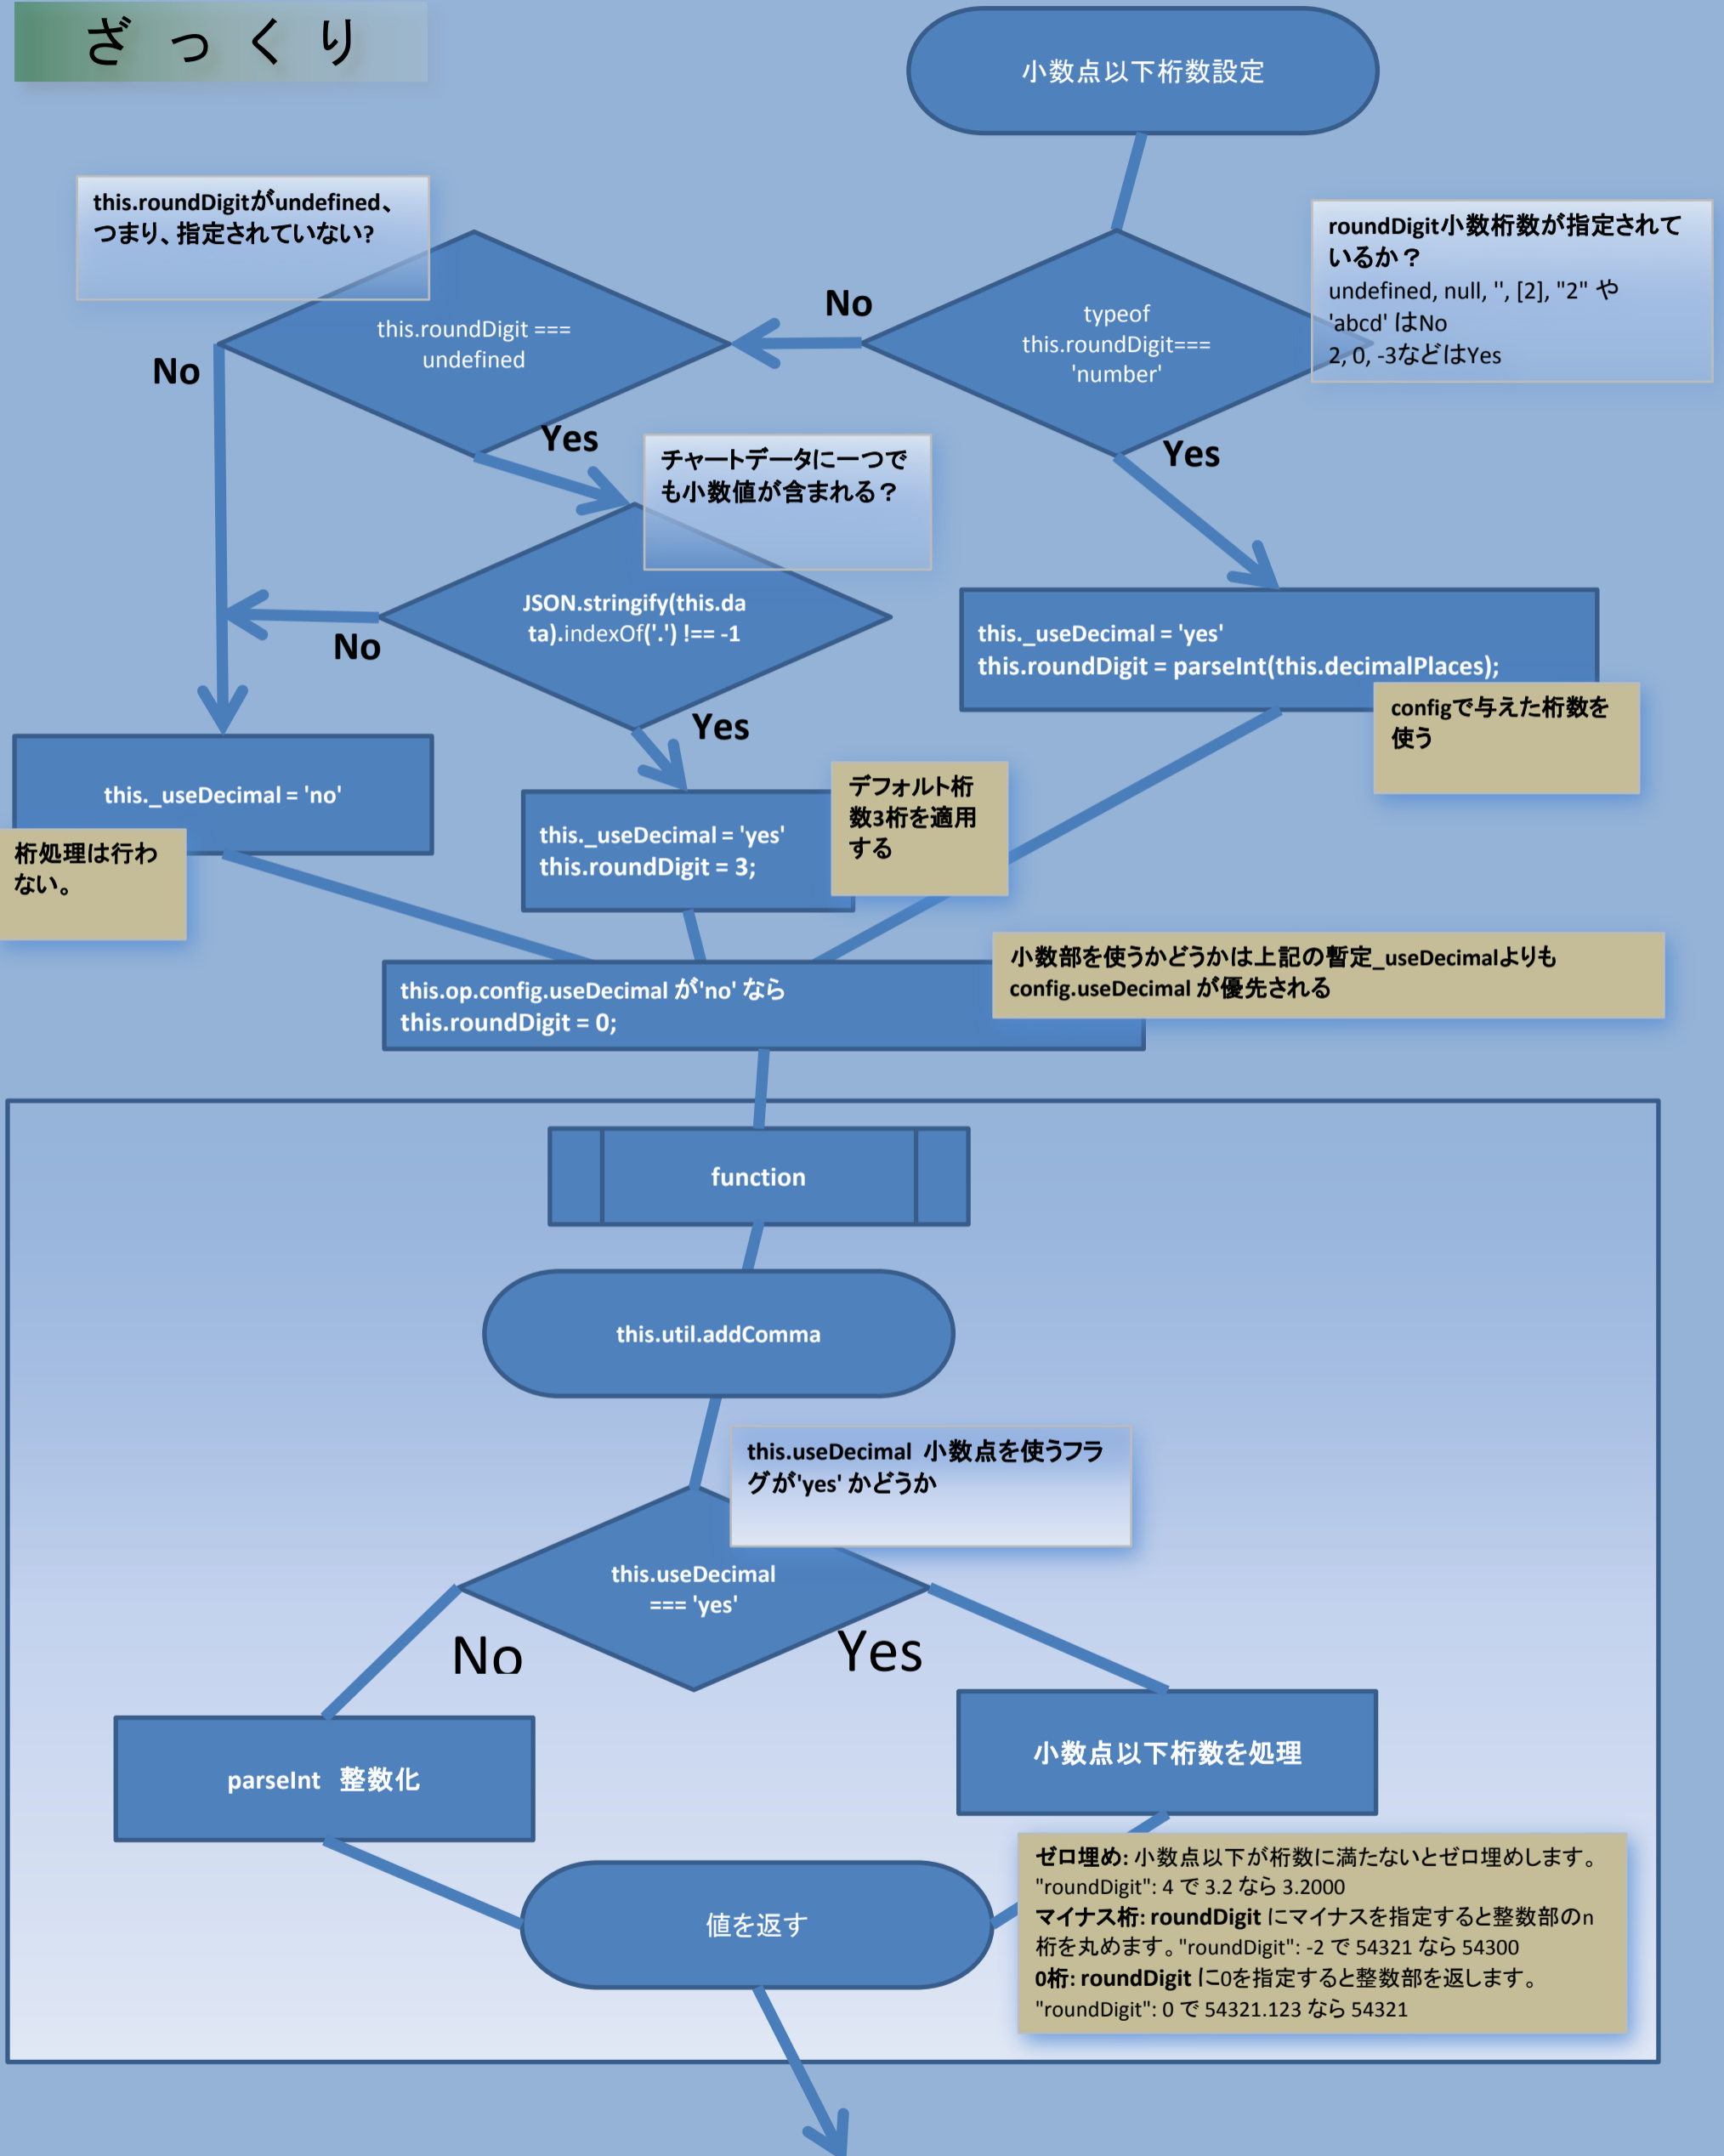 ざっくり
小数点以下桁数設定
this.roundDigitがundefined、
つまり、指定されていない?
roundDigit小数桁数が指定されて
いるか？
undefined, null, '', [2], "2" や
'abcd' はNo
2, 0, -3などはYes
this.roundDigit ===
undefined
No
typeof
this.roundDigit===
'number'
No
Yes
Yes
チャートデータに一つで
も小数値が含まれる？
JSON.stringify(this.da
ta).indexOf('.') !== -1
No
Yes
this._useDecimal = 'yes'
this.roundDigit = parseInt(this.decimalPlaces);
configで与えた桁数を
使う
this._useDecimal = 'no'
桁処理は行わ
ない。
this._useDecimal = 'yes'
this.roundDigit = 3;
デフォルト桁
数3桁を適用
する
this.op.config.useDecimal が'no' なら
this.roundDigit = 0;
小数部を使うかどうかは上記の暫定_useDecimalよりも
config.useDecimal が優先される
function
this.util.addComma
this.useDecimal 小数点を使うフラ
グが'yes' かどうか
this.useDecimal
=== 'yes'
No
Yes
parseInt 整数化
小数点以下桁数を処理
値を返す
ゼロ埋め: 小数点以下が桁数に満たないとゼロ埋めします。
"roundDigit": 4 で 3.2 なら 3.2000
マイナス桁: roundDigit にマイナスを指定すると整数部のn
桁を丸めます。"roundDigit": -2 で 54321 なら 54300
0桁: roundDigit に0を指定すると整数部を返します。
"roundDigit": 0 で 54321.123 なら 54321